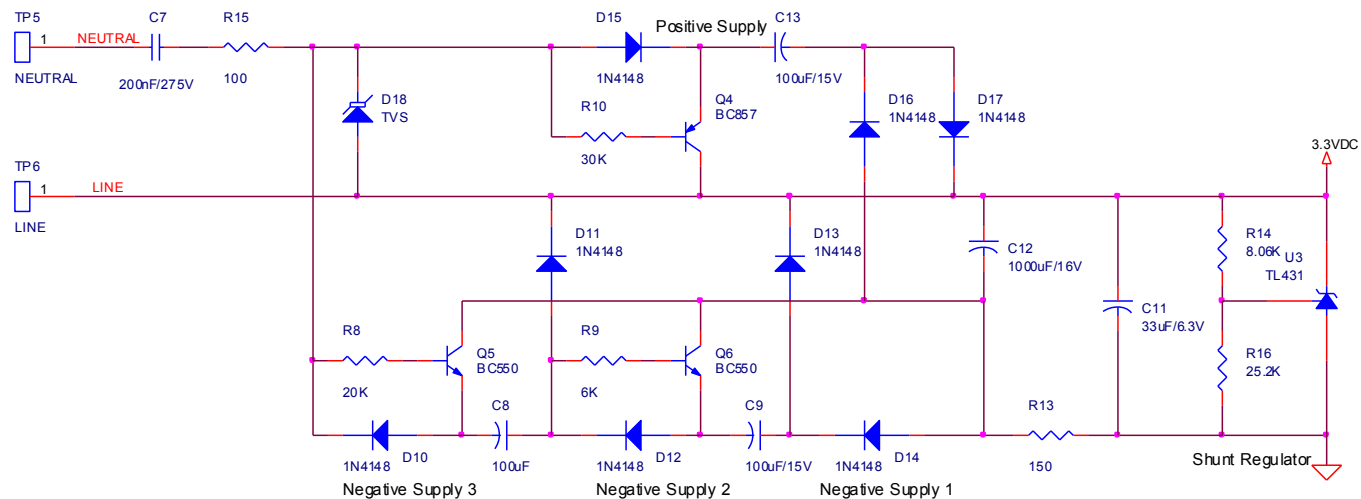 TP5
C7
R15
D15
Positive Supply
C13
1
NEUTRAL
NEUTRAL
200nF/275V
100
1N4148
100uF/15V
D18
TVS
R10
30K
Q4
BC857
D16
1N4148
D17
1N4148
3.3VDC
TP6
1
LINE
LINE
D11
1N4148
D13
1N4148
C12
1000uF/16V
R14
8.06K
U3
TL431
C11
33uF/6.3V
R8
20K
Q5
BC550
R9
6K
Q6
BC550
R16
25.2K
C8
C9
R13
D10
1N4148
100uF
D12
1N4148
100uF/15V
D14
1N4148
150
Shunt Regulator
Negative Supply 3
Negative Supply 2
Negative Supply 1